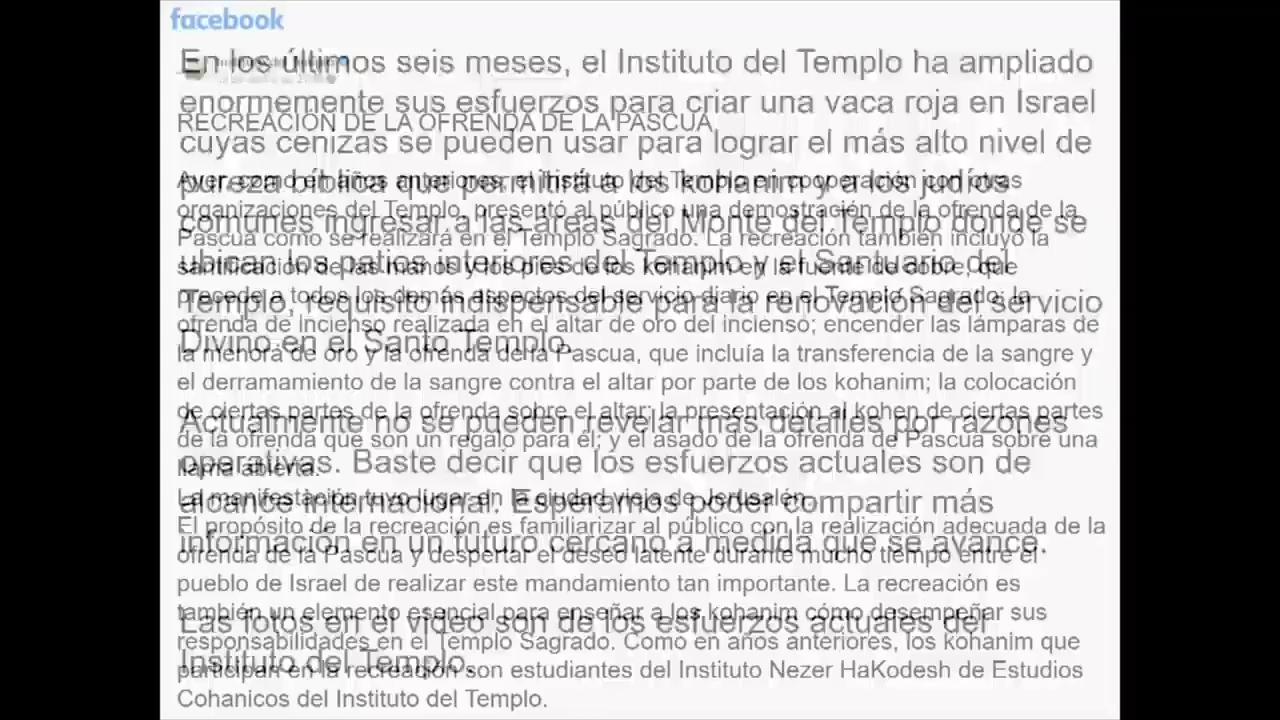 facebook
En los últimos seis meses, el Instituto del Templo ha ampliado
enormemente sus esfuerzos para criar una vaca roja en Israel
cuyas cenizas se pueden usar para lograr el más alto nivel de
pureza bíblica que permitirá a los kohanim y a los judíos
comunes ingresar a las áreas del Monte del Templo donde se
ubican los patios interiores del Templo y el Santuario del
Templo, requisito indispensable para la renovación del servicio
Divino en el Santo Templo.
Actualmente no se pueden revelar más detalles por razones
operativas. Baste decir que los esfuerzos actuales son de
alcance internacional. Esperamos poder compartir más
información en un futuro cercano a medida que se avance.
Las fotos en el video son de los esfuerzos actuales del
Instituto del Templo.
RECREACIÓN DE LA OFRENDA DE LA PASCUA
Ayer, como en años anteriores, el Instituto del Templo en cooperación con otras
organizaciones del Templo, presentó al público una demostración de la ofrenda de la
Pascua como se realizará en el Templo Sagrado. La recreación también incluyó la
santificación de las manos y los pies de los kohanim en la fuente de cobre, que
precede a todos los demás aspectos del servicio diario en el Templo Sagrado; la
ofrenda de incienso realizada en el altar de oro del incienso; encender las lámparas de
la menorá de oro y la ofrenda de la Pascua, que incluía la transferencia de la sangre y
el derramamiento de la sangre contra el altar por parte de los kohanim; la colocación
de ciertas partes de la ofrenda sobre el altar; la presentación al kohen de ciertas partes
de la ofrenda que son un regalo para él; y el asado de la ofrenda de Pascua sobre una
llama abierta.
La manifestación tuvo lugar en la ciudad vieja de Jerusalén.
El propósito de la recreación es familiarizar al público con la realización adecuada de la
ofrenda de la Pascua y despertar el deseo latente durante mucho tiempo entre el
pueblo de Israel de realizar este mandamiento tan importante. La recreación es
también un elemento esencial para enseñar a los kohanim cómo desempeñar sus
responsabilidades en el Templo Sagrado. Como en años anteriores, los kohanim que
participan en la recreación son estudiantes del Instituto Nezer HaKodesh de Estudios
Cohanicos del Instituto del Templo.